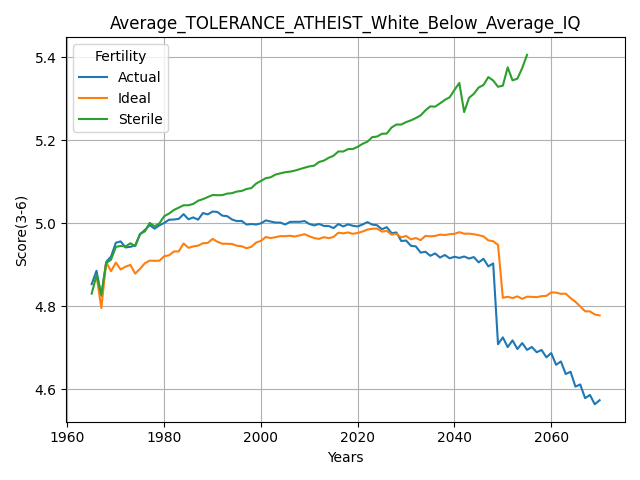 Average_TOLERANCE_ATHEIST_White_Below_Average_IQ
Fertility
Actual
Ideal
Sterile
Score(3-6)
5.4
5.2
5.0
4.8
4.6
1960
1980
2000
2020
2040
2060
Years